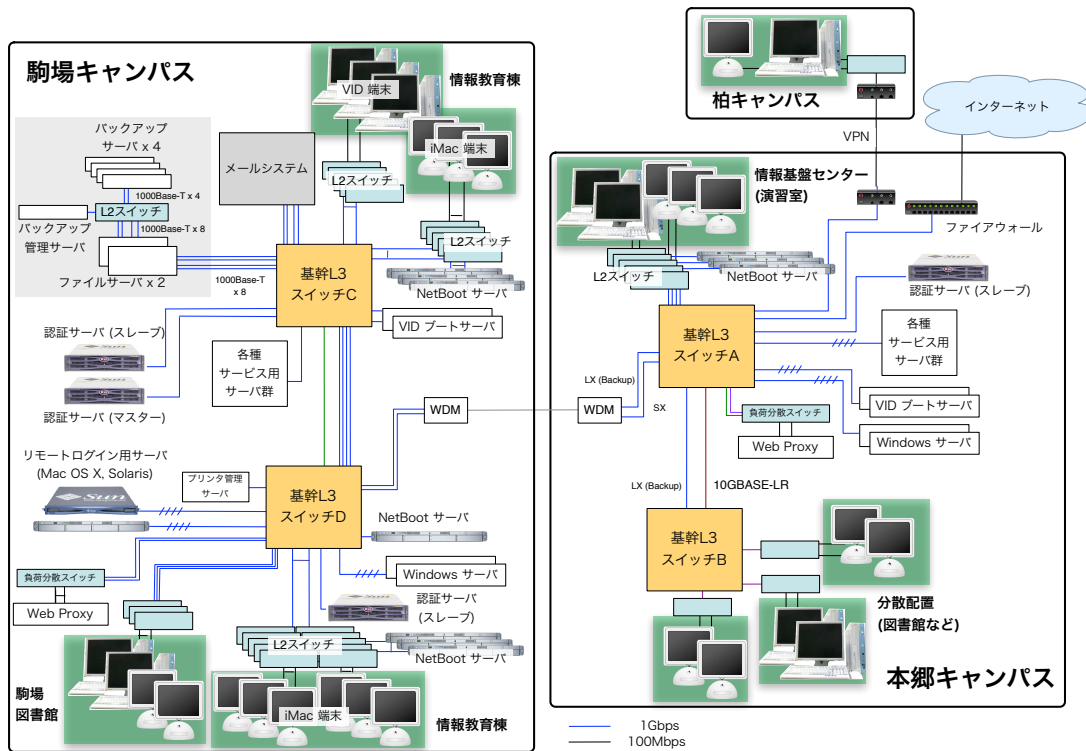 駒場キャンパス
バックアップ
サーバ x 4
1000Base-T x 4
L2スイッチ
バックアップ
管理サーバ
1000Base-T x 8
ファイルサーバ x 2
メールシステム
VID 端末
情報教育棟
iMac 端末
L2スイッチ
L2スイッチ
1000Base-T
x 8
基幹L3
スイッチC
NetBoot サーバ
VID ブートサーバ
認証サーバ (スレーブ)
認証サーバ (マスター)
各種
サービス用
サーバ群
WDM
リモートログイン用サーバ
(Mac OS X, Solaris)
Sun
プリンタ管理
サーバ
基幹L3
スイッチD
NetBoot サーバ
Windows サーバ
認証サーバ
(スレーブ)
負荷分散スイッチ
Web Proxy
L2スイッチ
NetBoot サーバ
駒場
図書館
iMac 端末
情報教育棟
柏キャンパス
VPN
インターネット
情報基盤センター
(演習室)
L2スイッチ
NetBoot サーバ
ファイアウォール
認証サーバ (スレーブ)
基幹L3
スイッチA
各種
サービス用
サーバ群
LX (Backup)
WDM
SX
負荷分散スイッチ
Web Proxy
VID ブートサーバ
Windows サーバ
LX (Backup)
10GBASE-LR
基幹L3
スイッチB
分散配置
(図書館など)
本郷キャンパス
1Gbps
100Mbps